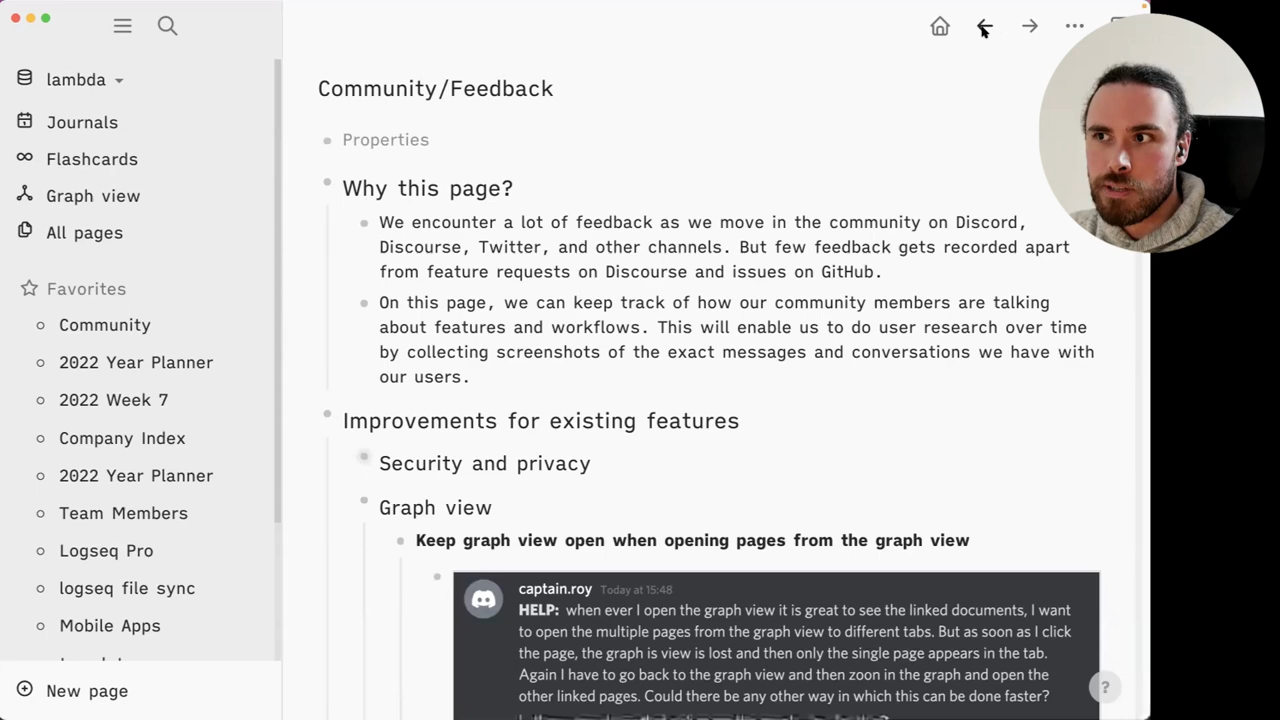 lambda
Journals
Flashcards
Graph view
All pages
Favorites
Community
2022 Year Planner
2022 Week 7
Company Index
2022 Year Planner
Team Members
Logseq Pro
logseq file sync
Mobile Apps
New page
Community/Feedback
Properties
Why this page?
We encounter a lot of feedback as we move in the community on Discord,
Discourse, Twitter, and other channels. But few feedback gets recorded apart
from feature requests on Discourse and issues on GitHub.
On this page, we can keep track of how our community members are talking
about features and workflows. This will enable us to do user research over time
by collecting screenshots of the exact messages and conversations we have with
our users.
Improvements for existing features
Security and privacy
Graph view
Keep graph view open when opening pages from the graph view
captain.roy Today at 15:48
HELP: when ever I open the graph view it is great to see the linked documents, I want
to open the multiple pages from the graph view to different tabs. But as soon as I click
the page, the graph is view is lost and then only the single page appears in the tab.
Again I have to go back to the graph view and then zoon in the graph and open the
other linked pages. Could there be any other way in which this can be done faster?
?